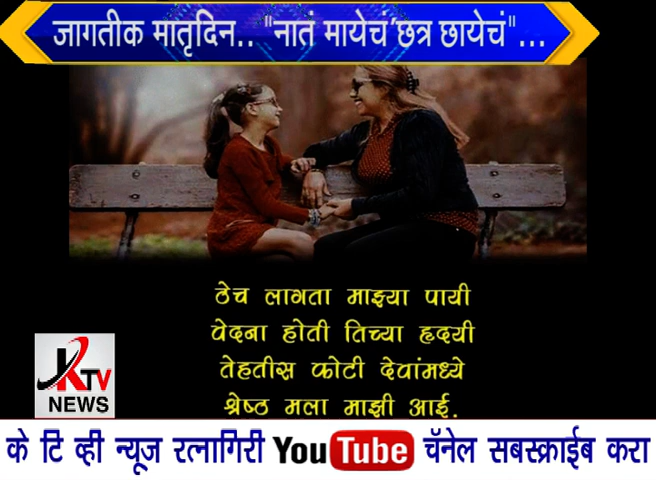 जागतीक मातृदिन.. "नातं मायेचं छत्र छायेचं"...
ठेच लागता माझ्या पायी
वेदना होती तिच्या हृदयी
तेहतीस कोटी देवांमध्ये
श्रेष्ठ मला माझी आई.
KTV
NEWS
के टि व्ही न्यूज रत्नागिरी YouTube चॅनेल सबस्क्राईब करा